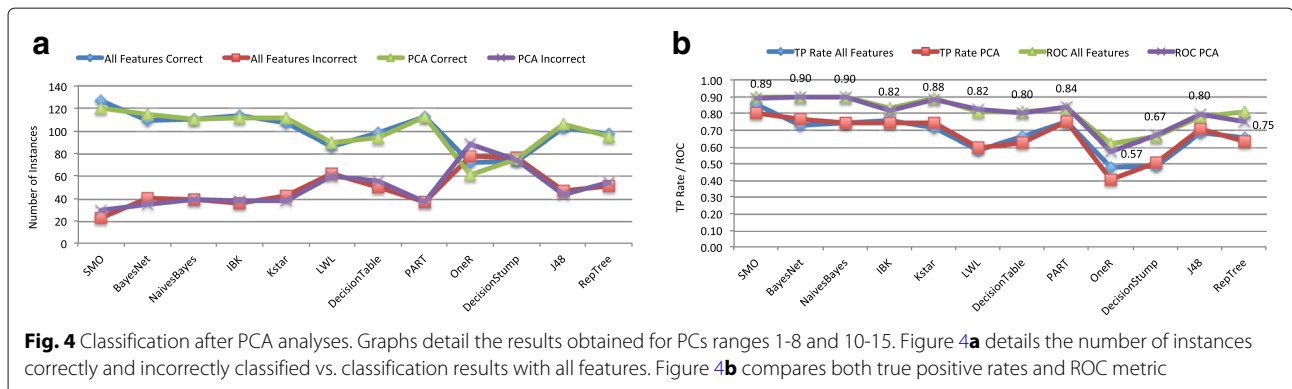 a
All Features Correct All Features Incorrect PCA Correct PCA Incorrect
Number of Instances
140
120
100
80
60
40
20
0
SMO
BayesNet
NaivesBayes
IBK
Kstar
LWL
DecisionTable
PART
OneR
DecisionStump
J48
RepTree
b
TP Rate All Features TP Rate PCA ROC All Features ROC PCA
TP Rate / ROC
1.00
0.90
0.80
0.70
0.60
0.50
0.40
0.30
0.20
0.10
0.00
0.89
0.90
0.90
0.82
0.88
0.82
0.80
0.84
0.57
0.67
0.80
0.75
SMO
BayesNet
NaivesBayes
IBK
Kstar
LWL
DecisionTable
PART
OneR
DecisionStump
J48
RepTree
Fig. 4 Classification after PCA analyses. Graphs detail the results obtained for PCs ranges 1-8 and 10-15. Figure 4a details the number of instances
correctly and incorrectly classified vs. classification results with all features. Figure 4b compares both true positive rates and ROC metric